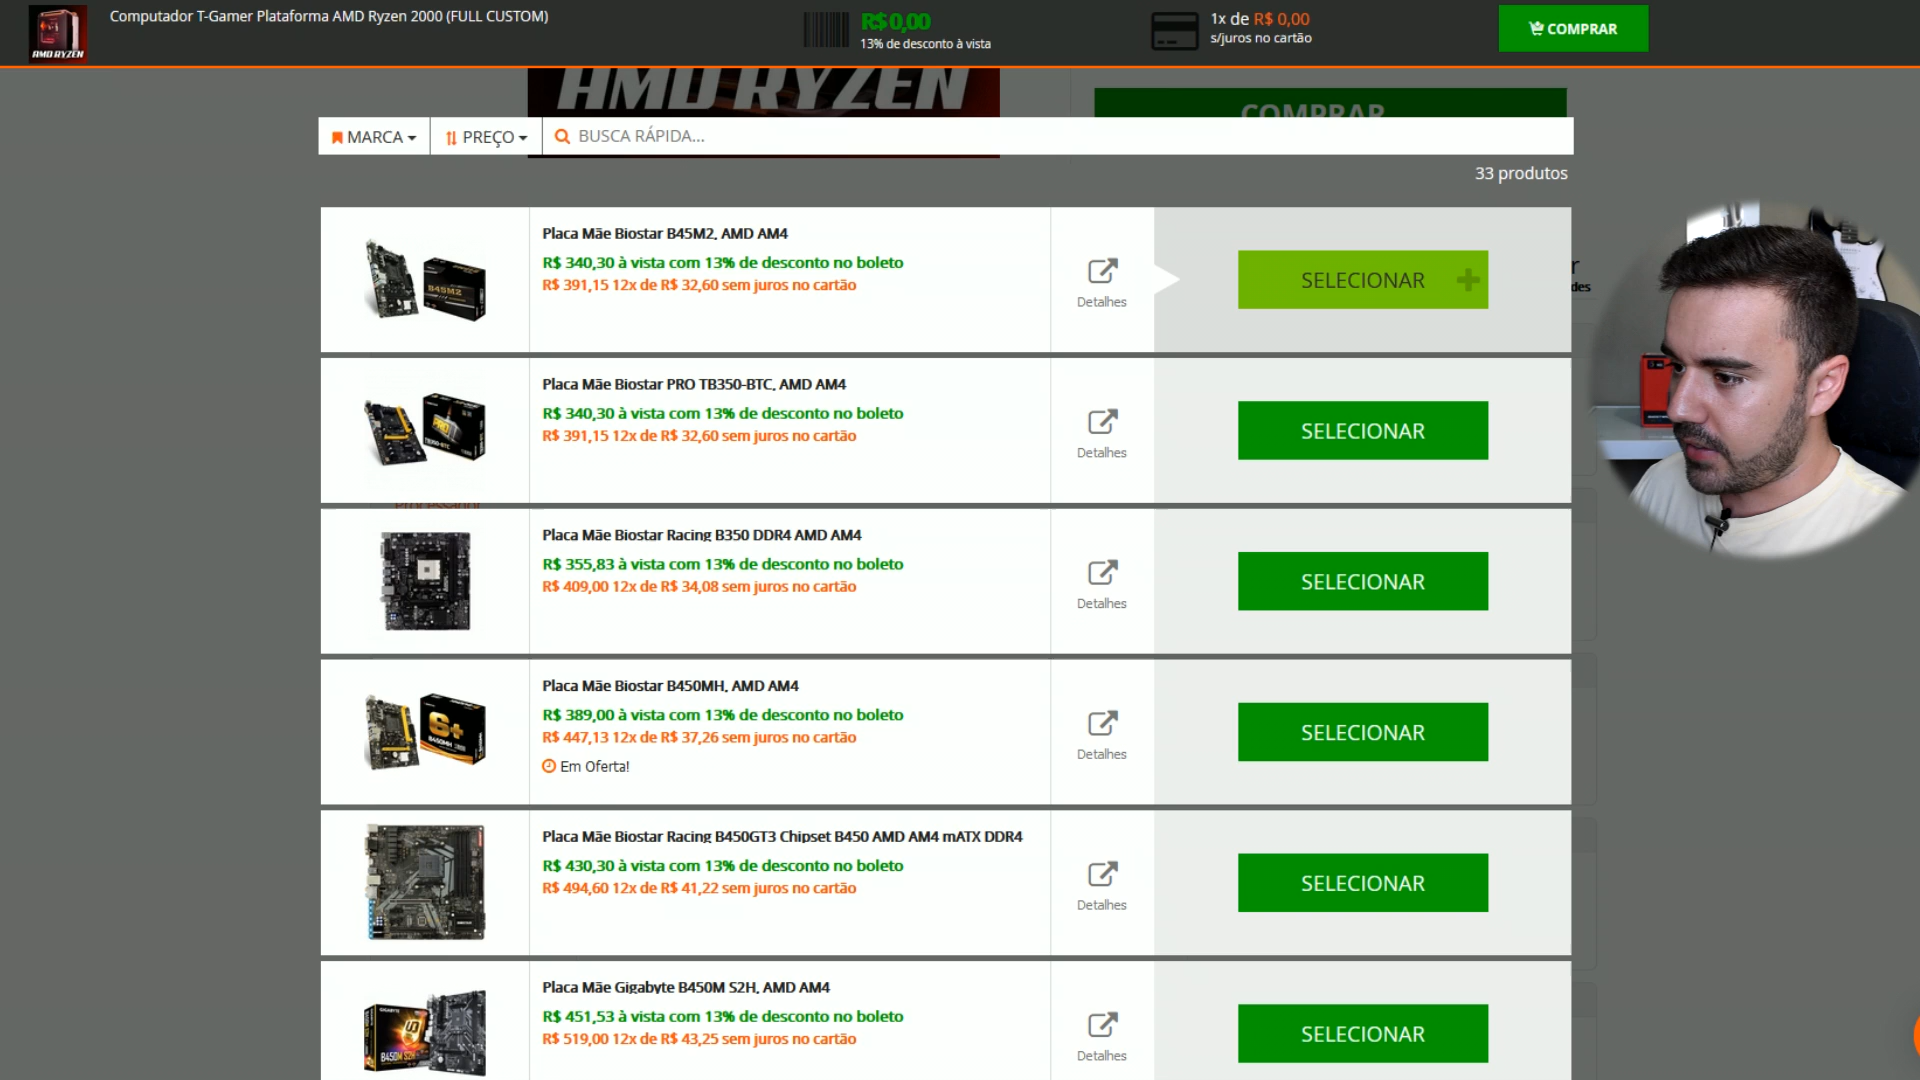 Computador T-Gamer Plataforma AMD Ryzen 2000 (FULL CUSTOM)
AMD RYZEN
R$ 0,00
13% de desconto à vista
1x de R$ 0,00
s/juros no cartão
COMPRAR
AMD RYZEN
COMPRAR
MARCA
PREÇO
BUSCA RÁPIDA...
33 produtos
Placa Mãe Biostar B45M2, AMD AM4
R$ 340,30 à vista com 13% de desconto no boleto
R$ 391,15 12x de R$ 32,60 sem juros no cartão
B45M2
Detalhes
SELECIONAR
des
Placa Mãe Biostar PRO TB350-BTC, AMD AM4
R$ 340,30 à vista com 13% de desconto no boleto
R$ 391,15 12x de R$ 32,60 sem juros no cartão
PRO
Detalhes
SELECIONAR
Processador
Placa Mãe Biostar Racing B350 DDR4 AMD AM4
R$ 355,83 à vista com 13% de desconto no boleto
R$ 409,00 12x de R$ 34,08 sem juros no cartão
Detalhes
SELECIONAR
Placa Mãe Biostar B450MH, AMD AM4
R$ 389,00 à vista com 13% de desconto no boleto
R$ 447,13 12x de R$ 37,26 sem juros no cartão
Em Oferta!
B450MH
Detalhes
SELECIONAR
Placa Mãe Biostar Racing B450GT3 Chipset B450 AMD AM4 mATX DDR4
R$ 430,30 à vista com 13% de desconto no boleto
R$ 494,60 12x de R$ 41,22 sem juros no cartão
Detalhes
SELECIONAR
Placa Mãe Gigabyte B450M S2H, AMD AM4
R$ 451,53 à vista com 13% de desconto no boleto
R$ 519,00 12x de R$ 43,25 sem juros no cartão
GIGABYTE
B450M S2H
Detalhes
SELECIONAR